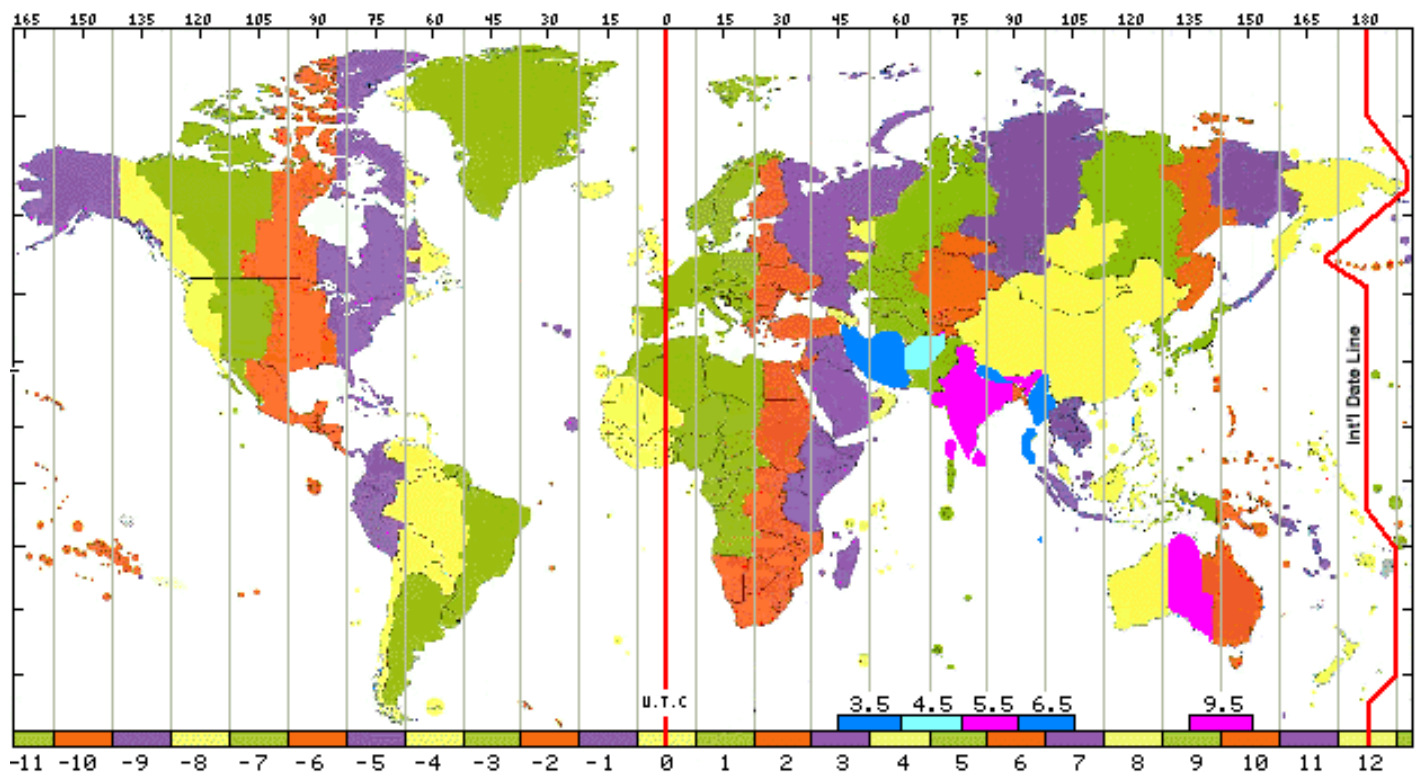 165 150 135 120 105 90 75 60 45 30 15 0 15 30 45 60 75 90 105 120 135 150 165 180
Int'l Date Line
U.T.C
3.5 4.5 5.5 6.5 9.5
-11 -10 -9 -8 -7 -6 -5 -4 -3 -2 -1 0 1 2 3 4 5 6 7 8 9 10 11 12